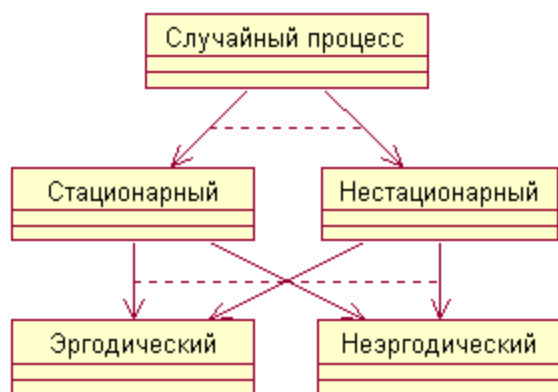 Случайный процесс
Стационарный
Нестационарный
Эргодический
Неэргодический